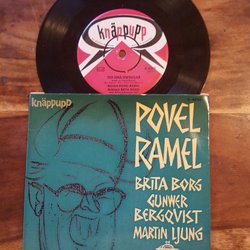 knäppupp
knäppupp
POVEL
RAMEL
BRITA BORG
GUNWER
BERGQVIST
MARTIN LJUNG